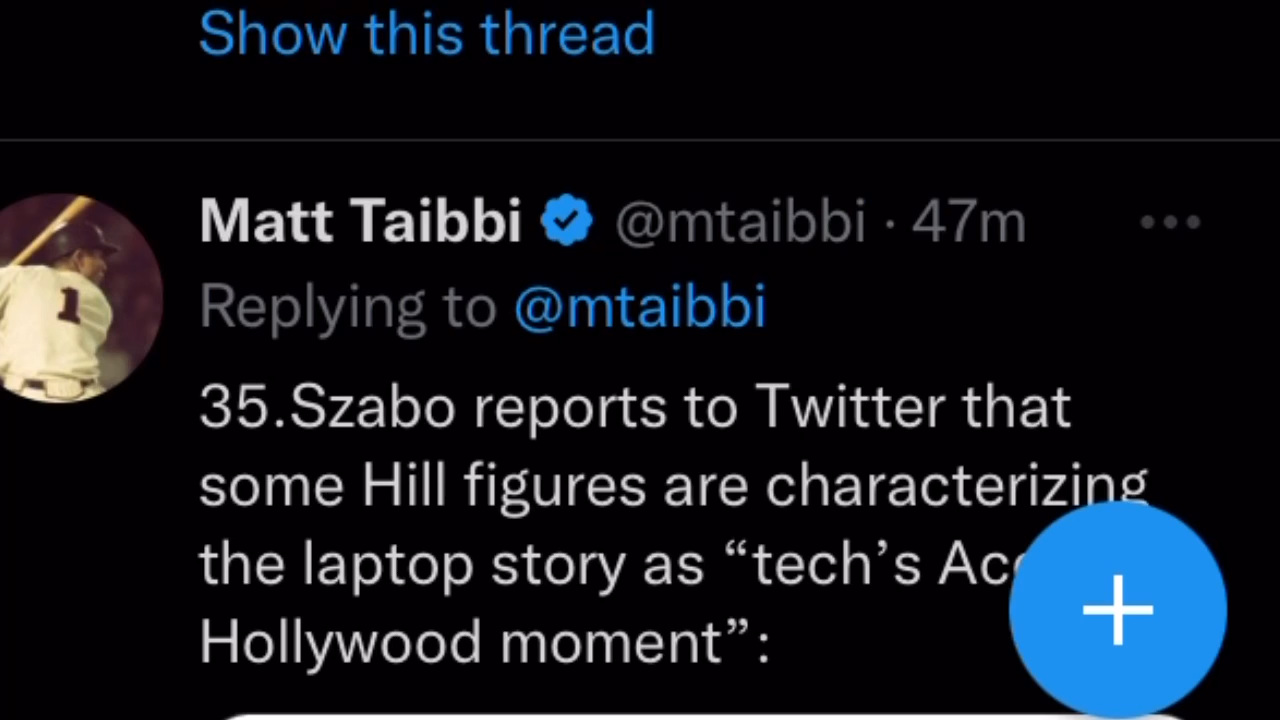 Show this thread
Matt Taibbi @mtaibbi · 47m
Replying to @mtaibbi
35.Szabo reports to Twitter that
some Hill figures are characterizing
the laptop story as “tech’s
Hollywood moment”:
1